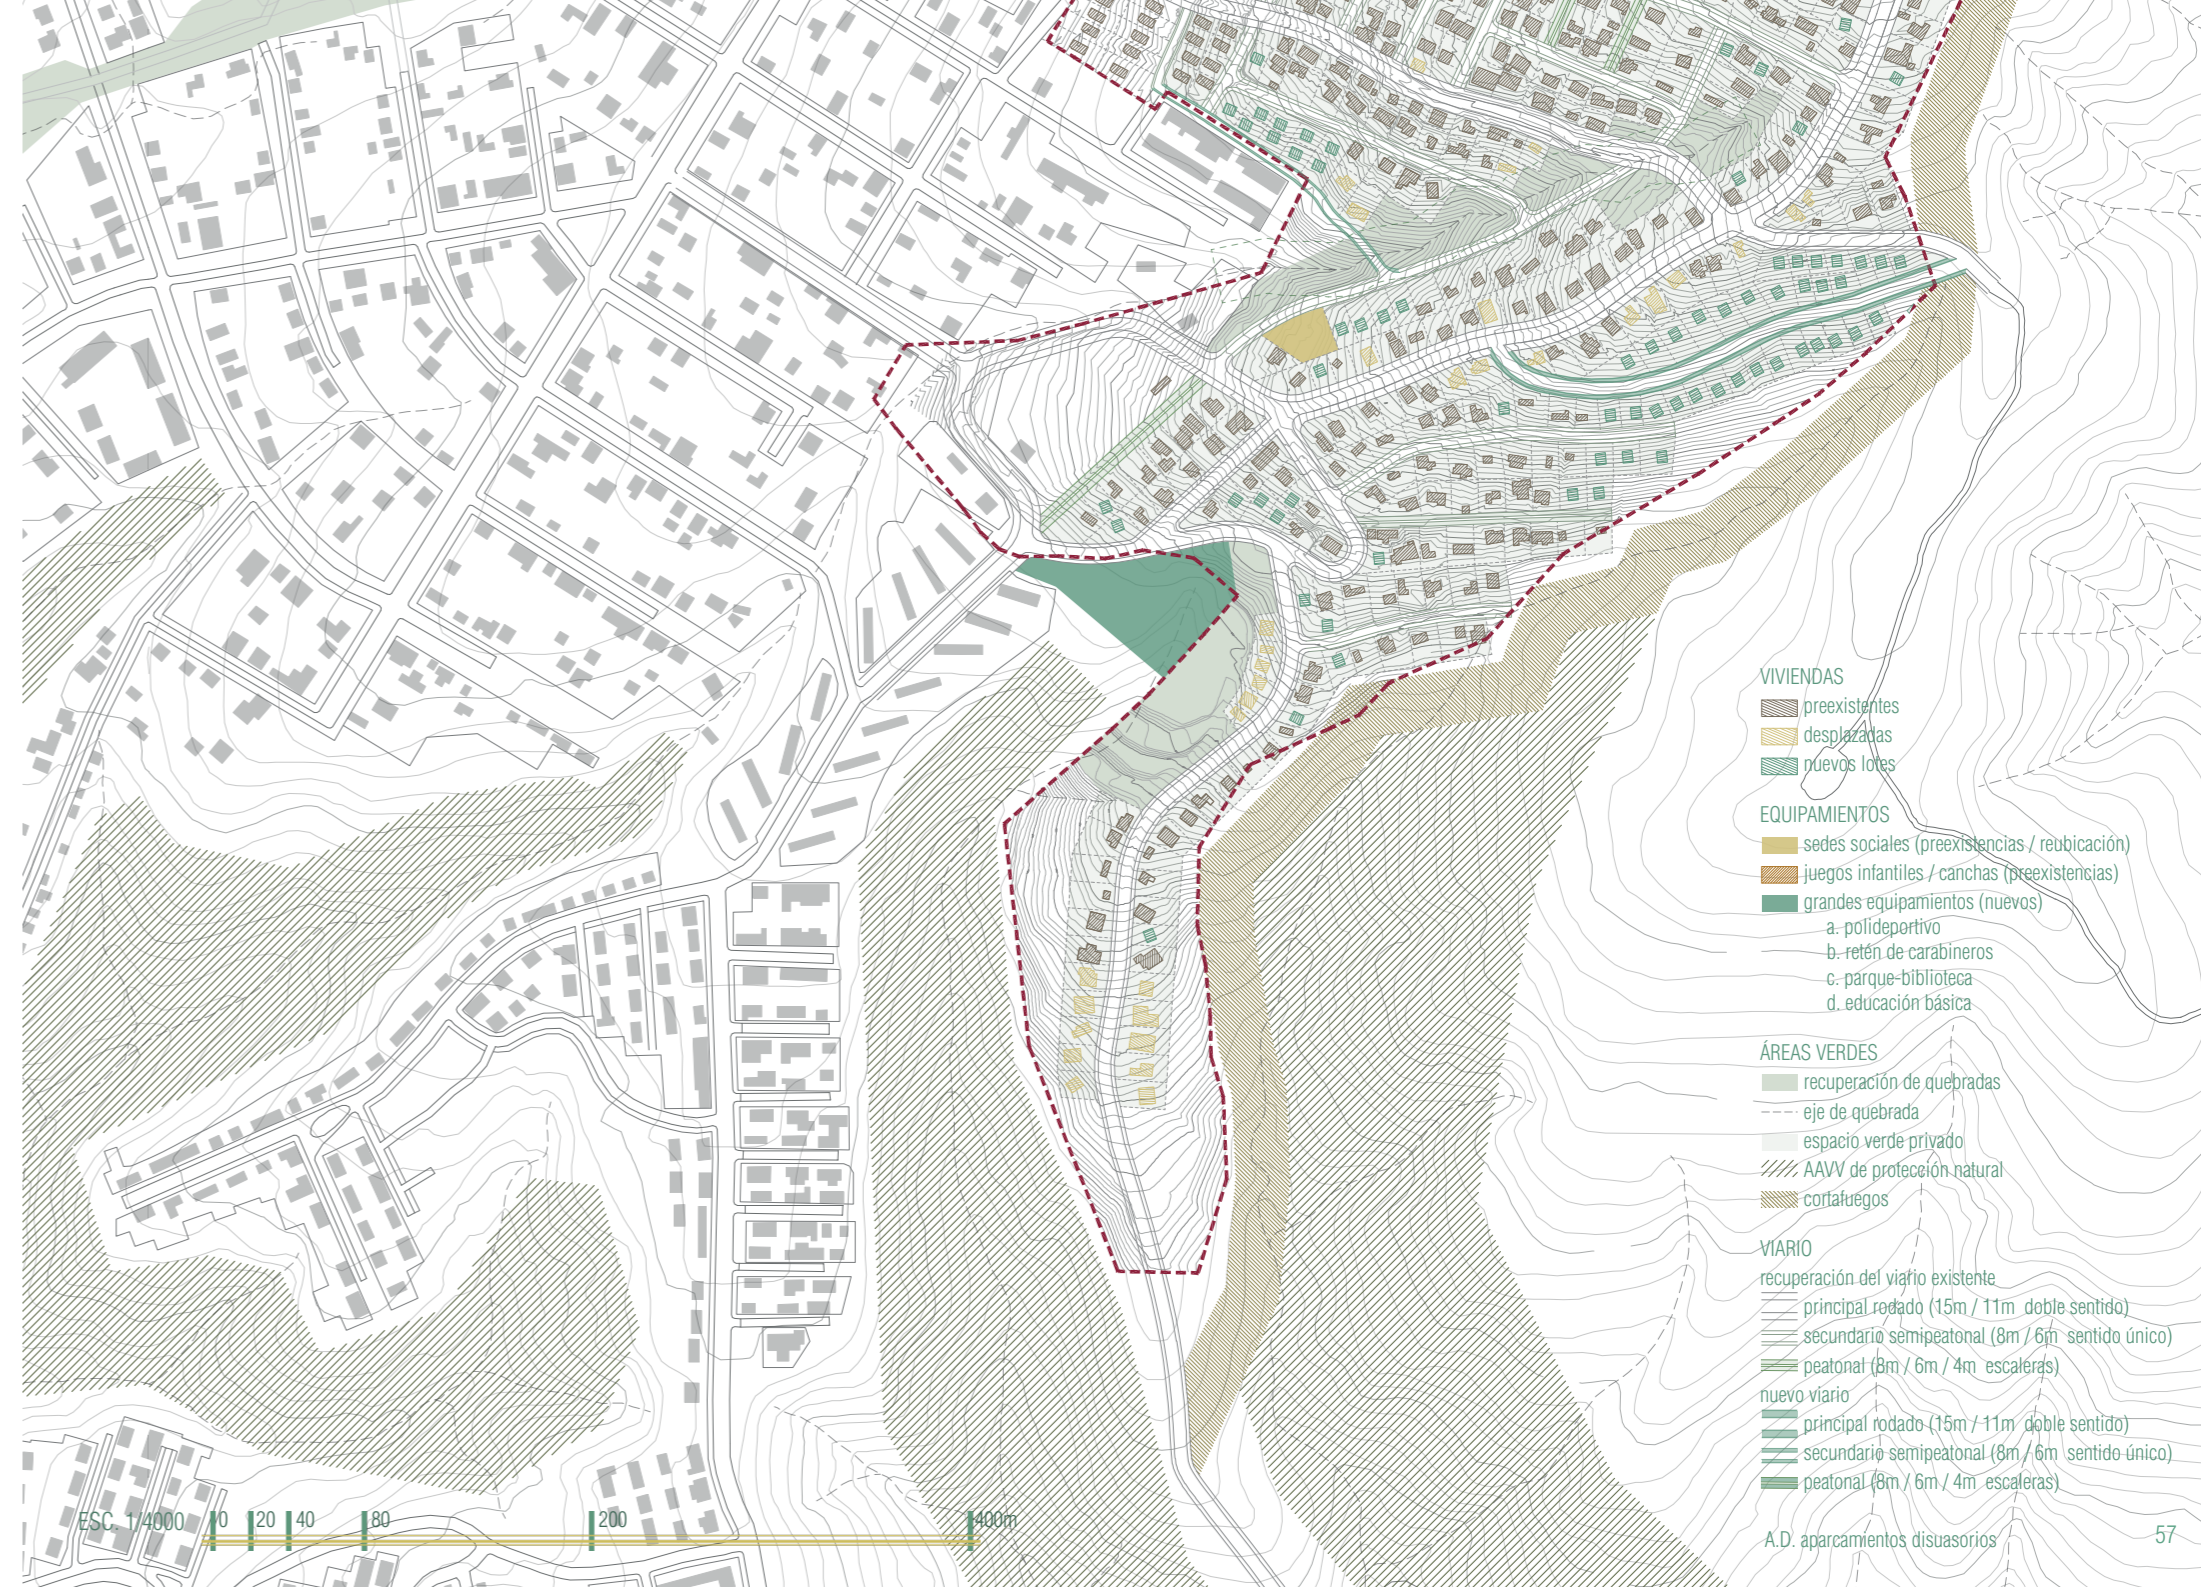 VIVIENDAS
preexistentes
desplazadas
nuevos lotes
EQUIPAMIENTOS
sedes sociales (preexistencias / reubicación)
juegos infantiles / canchas (preexistencias)
grandes equipamientos (nuevos)
a. polideportivo
b. retén de carabineros
c. parque-biblioteca
d. educación básica
ÁREAS VERDES
recuperación de quebradas
eje de quebrada
espacio verde privado
AAVV de protección natural
cortafuegos
VIARIO
recuperación del viario existente
principal rodado (15m / 11m doble sentido)
secundario semipeatonal (8m / 6m sentido único)
peatonal (8m / 6m / 4m escaleras)
nuevo viario
principal rodado (15m / 11m doble sentido)
secundario semipeatonal (8m / 6m sentido único)
peatonal (8m / 6m / 4m escaleras)
ESC. 1/4000 0 20 40 80 200 400m
A.D. aparcamientos disuasorios
57